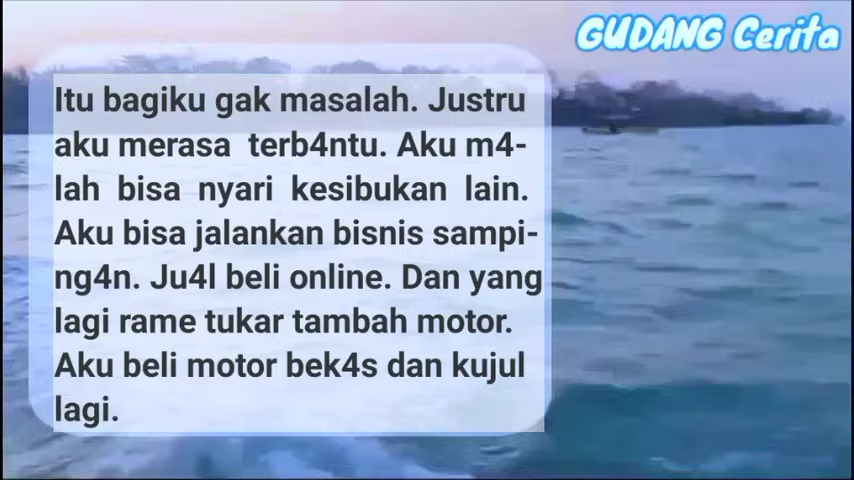 GUDANG Cerita
Itu bagiku gak masalah. Justru
aku merasa terb4ntu. Aku m4-
lah bisa nyari kesibukan lain.
Aku bisa jalankan bisnis sampi-
ng4n. Ju4l beli online. Dan yang
lagi rame tukar tambah motor.
Aku beli motor bek4s dan kujul
lagi.